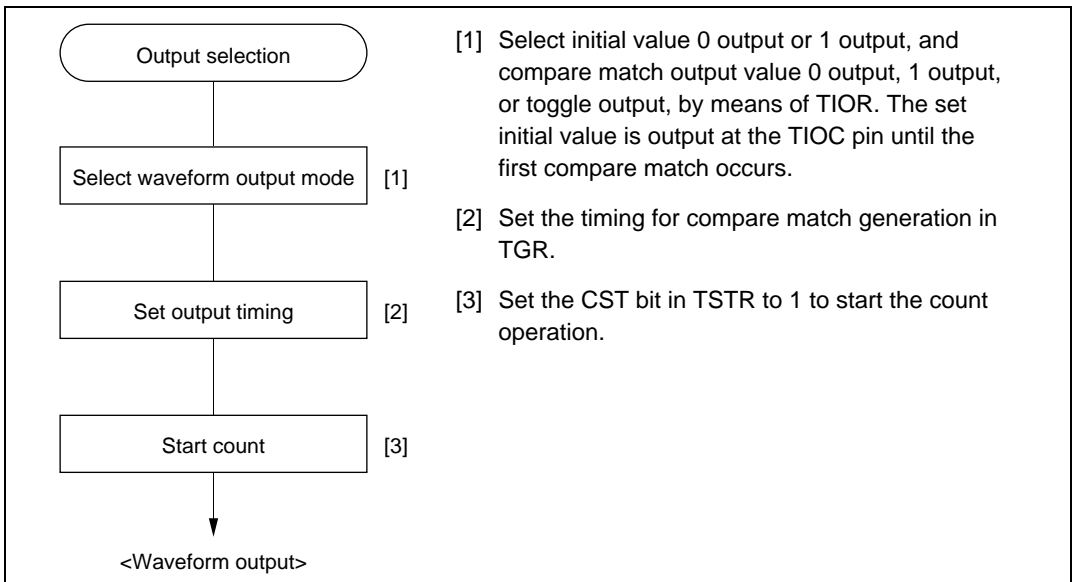 Output selection
Select waveform output mode [1]
Set output timing [2]
Start count [3]
<Waveform output>
[1] Select initial value 0 output or 1 output, and
compare match output value 0 output, 1 output,
or toggle output, by means of TIOR. The set
initial value is output at the TIOC pin until the
first compare match occurs.
[2] Set the timing for compare match generation in
TGR.
[3] Set the CST bit in TSTR to 1 to start the count
operation.